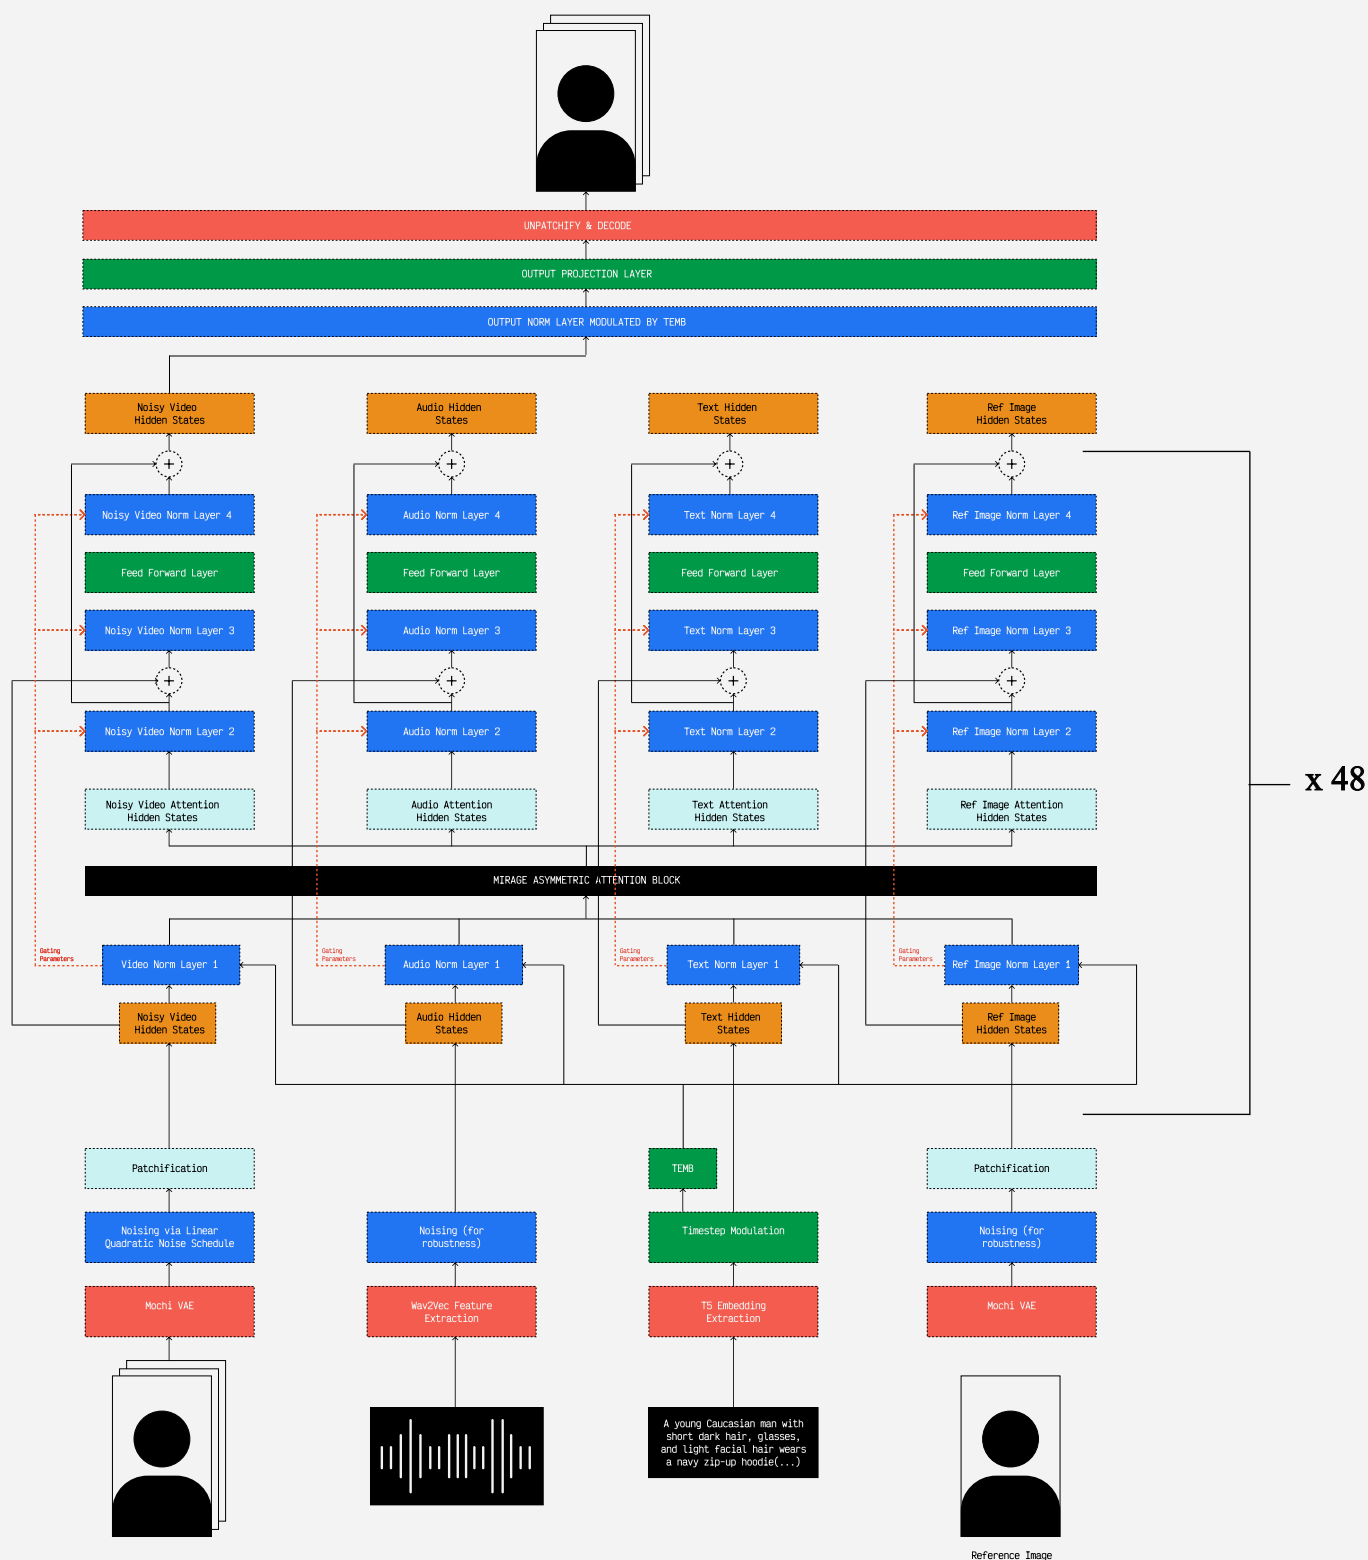 UNPATCHIFY & DECODE
OUTPUT PROJECTION LAYER
OUTPUT NORM LAYER MODULATED BY TEMB
Noisy Video
Hidden States
Audio Hidden
States
Text Hidden
States
Ref Image
Hidden States
+
+
+
+
Noisy Video Norm Layer 4
Audio Norm Layer 4
Text Norm Layer 4
Ref Image Norm Layer 4
Feed Forward Layer
Feed Forward Layer
Feed Forward Layer
Feed Forward Layer
Noisy Video Norm Layer 3
Audio Norm Layer 3
Text Norm Layer 3
Ref Image Norm Layer 3
+
+
+
+
Noisy Video Norm Layer 2
Audio Norm Layer 2
Text Norm Layer 2
Ref Image Norm Layer 2
x 48
Noisy Video Attention
Hidden States
Audio Attention
Hidden States
Text Attention
Hidden States
Ref Image Attention
Hidden States
MIRAGE ASYMMETRIC ATTENTION BLOCK
Gating
Parameters
Video Norm Layer 1
Gating
Parameters
Audio Norm Layer 1
Gating
Parameters
Text Norm Layer 1
Gating
Parameters
Ref Image Norm Layer 1
Noisy Video
Hidden States
Audio Hidden
States
Text Hidden
States
Ref Image
Hidden States
Patchification
TEMB
Patchification
Noising via Linear
Quadratic Noise Schedule
Noising (for
robustness)
Timestep Modulation
Noising (for
robustness)
Mochi VAE
Wav2Vec Feature
Extraction
T5 Embedding
Extraction
Mochi VAE
A young Caucasian man with
short dark hair, glasses,
and light facial hair wears
a navy zip-up hoodie(...)
Reference Image